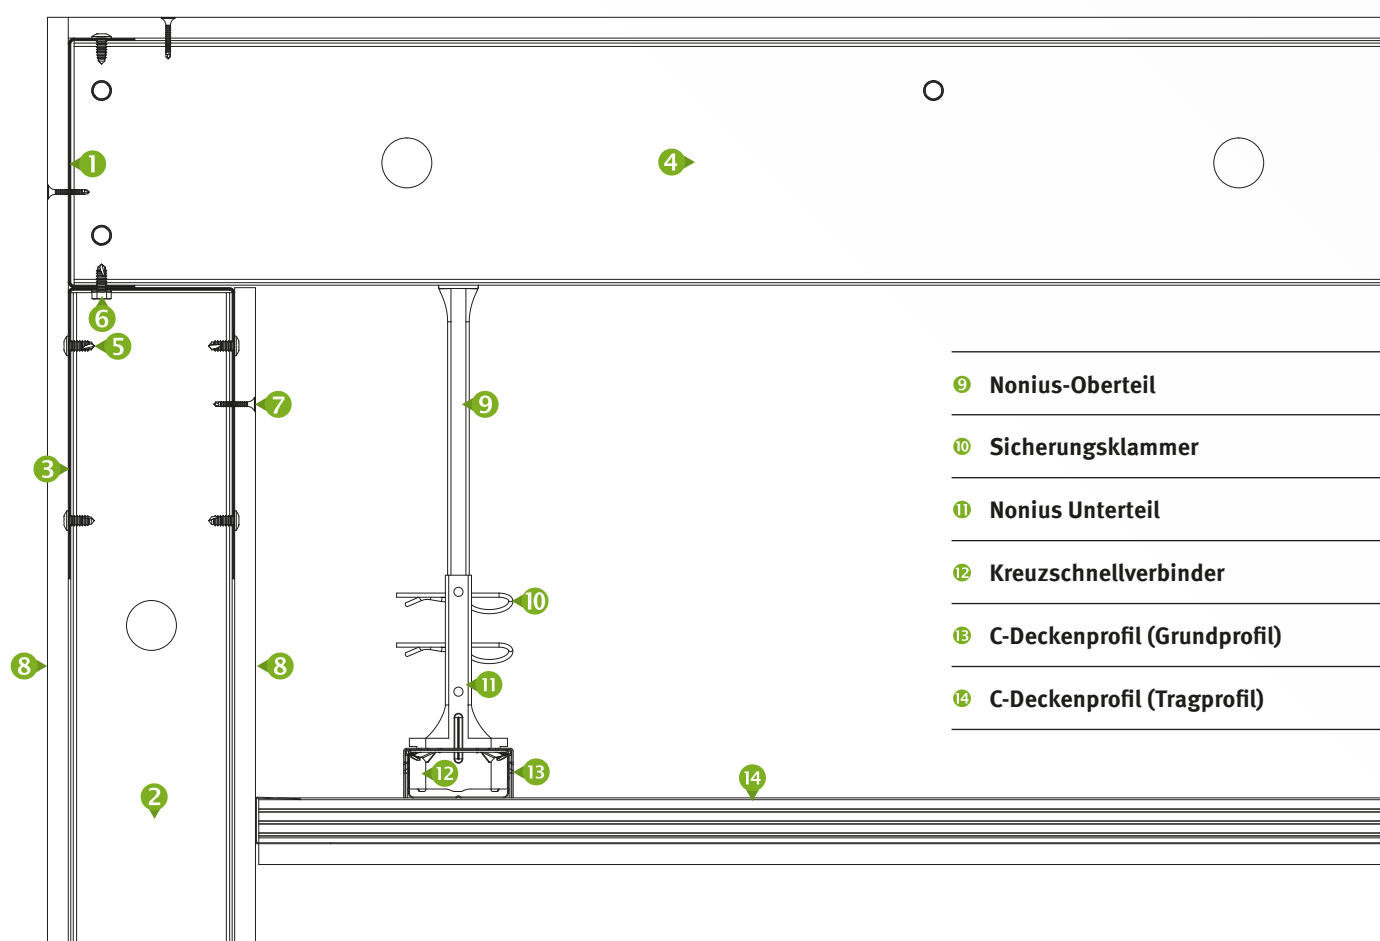 1
4
6
5
7
9
3
10
8
8
11
12
13
14
2
9 Nonius-Oberteil
10 Sicherungsklammer
11 Nonius Unterteil
12 Kreuzschnellverbinder
13 C-Deckenprofil (Grundprofil)
14 C-Deckenprofil (Tragprofil)